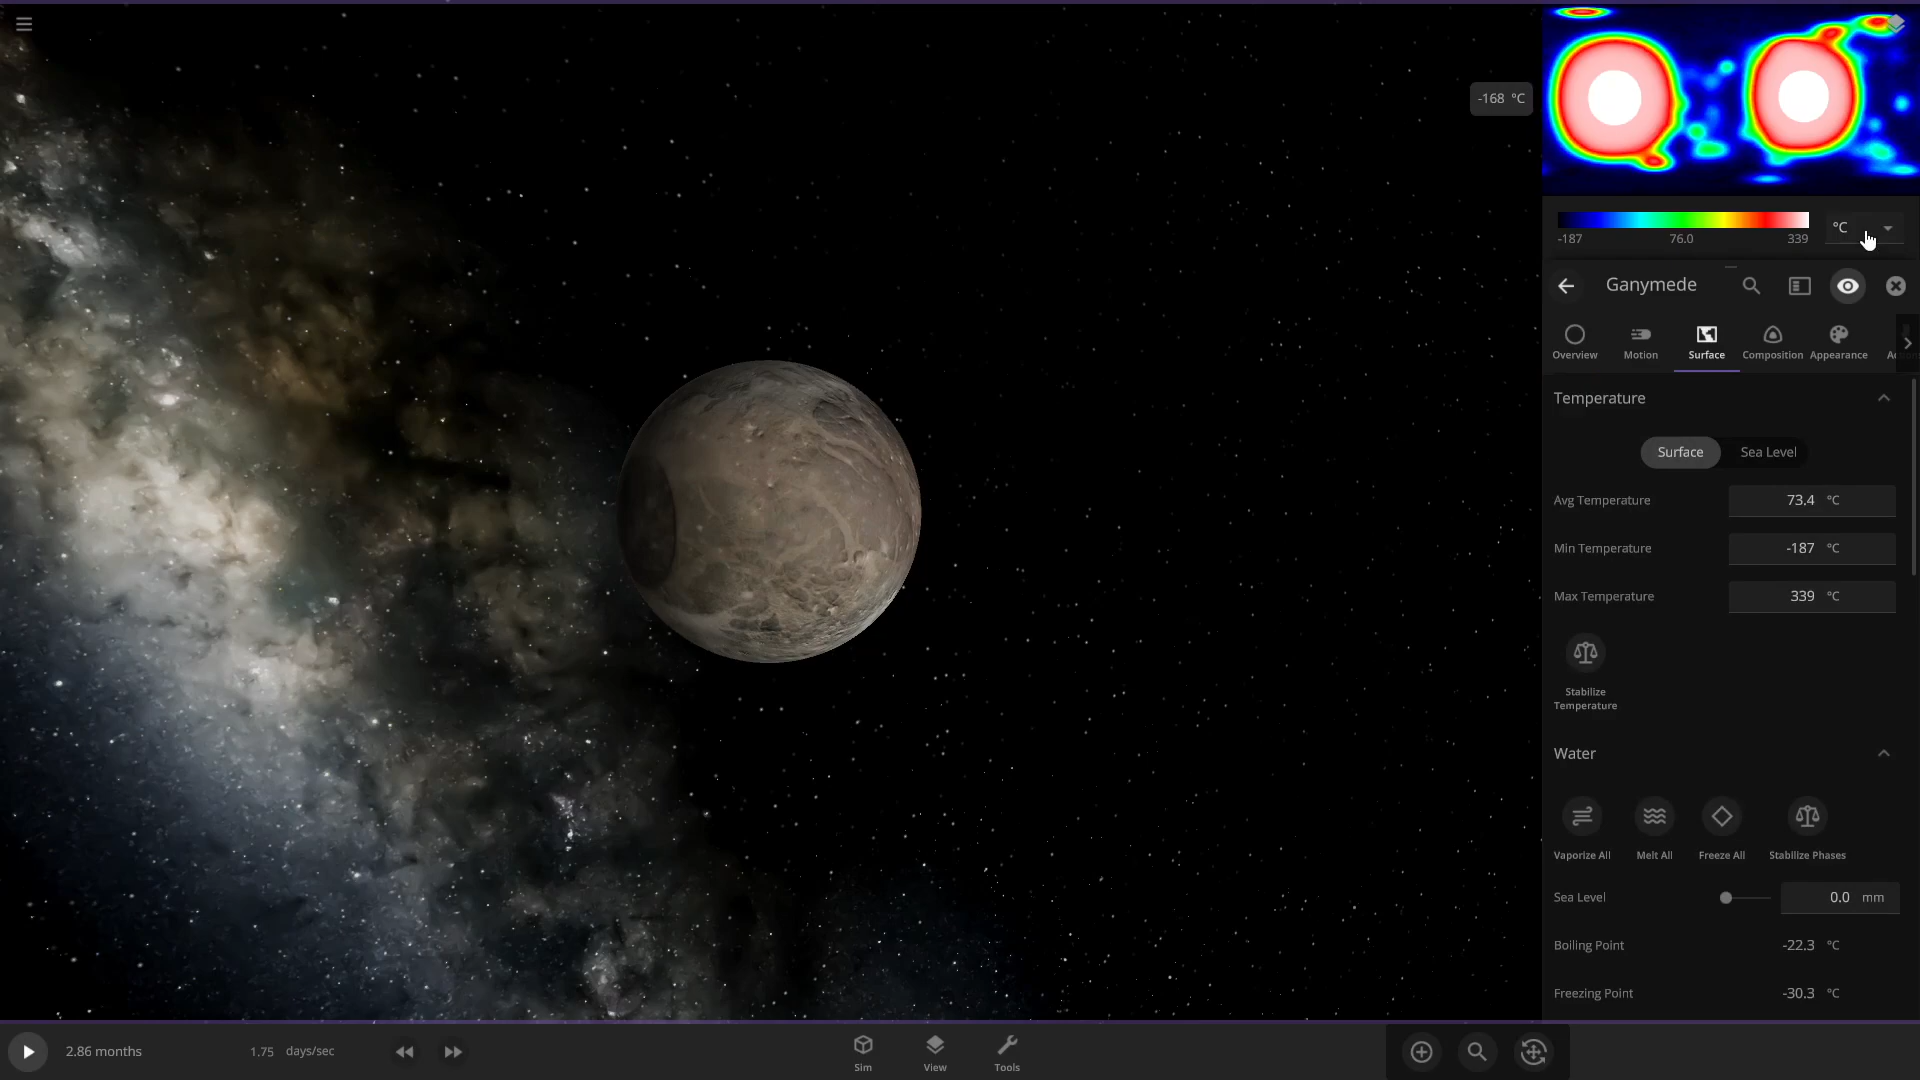 -168 °C
-187 76.0 339
°C
Ganymede
Overview Motion Surface Composition Appearance
Temperature
Surface Sea Level
Avg Temperature 73.4 °C
Min Temperature -187 °C
Max Temperature 339 °C
Stabilize
Temperature
Water
Vaporize All Melt All Freeze All Stabilize Phases
Sea Level 0.0 mm
Boiling Point -22.3 °C
Freezing Point -30.3 °C
2.86 months 1.75 days/sec
Sim View Tools